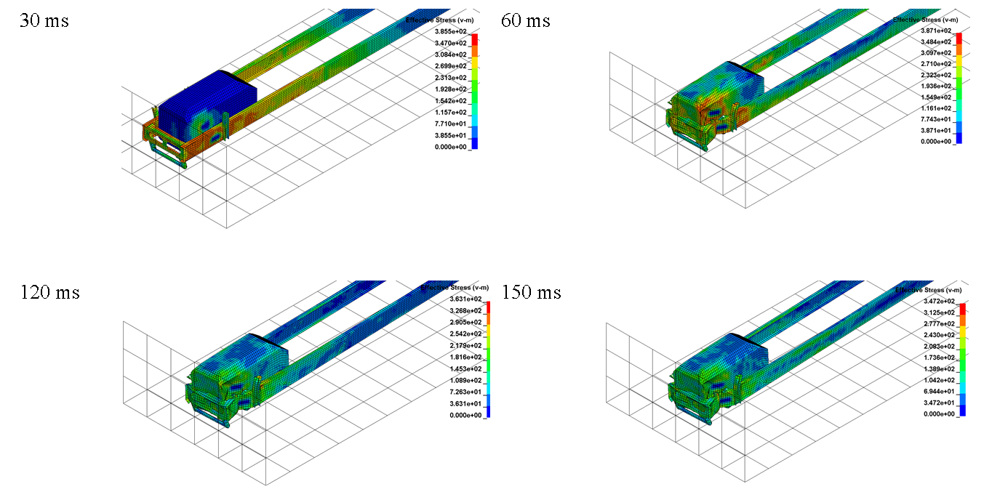 30 ms
Effective Stress (v-m)
3.855e+02
3.470e+02
3.084e+02
2.699e+02
2.313e+02
1.928e+02
1.542e+02
1.157e+02
7.710e+01
3.855e+01
0.000e+00
60 ms
Effective Stress (v-m)
3.871e+02
3.484e+02
3.097e+02
2.710e+02
2.323e+02
1.936e+02
1.549e+02
1.161e+02
7.743e+01
3.871e+01
0.000e+00
120 ms
Effective Stress (v-m)
3.631e+02
3.268e+02
2.905e+02
2.542e+02
2.179e+02
1.816e+02
1.453e+02
1.089e+02
7.263e+01
3.631e+01
0.000e+00
150 ms
Effective Stress (v-m)
3.472e+02
3.125e+02
2.777e+02
2.430e+02
2.083e+02
1.736e+02
1.389e+02
1.042e+02
6.944e+01
3.472e+01
0.000e+00